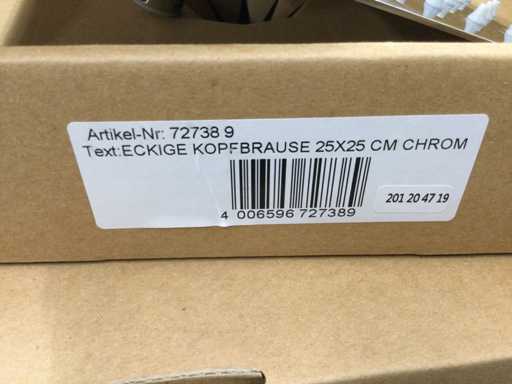 Artikel-Nr: 72738 9
Text:ECKIGE KOPFBRAUSE 25X25 CM CHROM
4 006596 727389
201 20 47 19